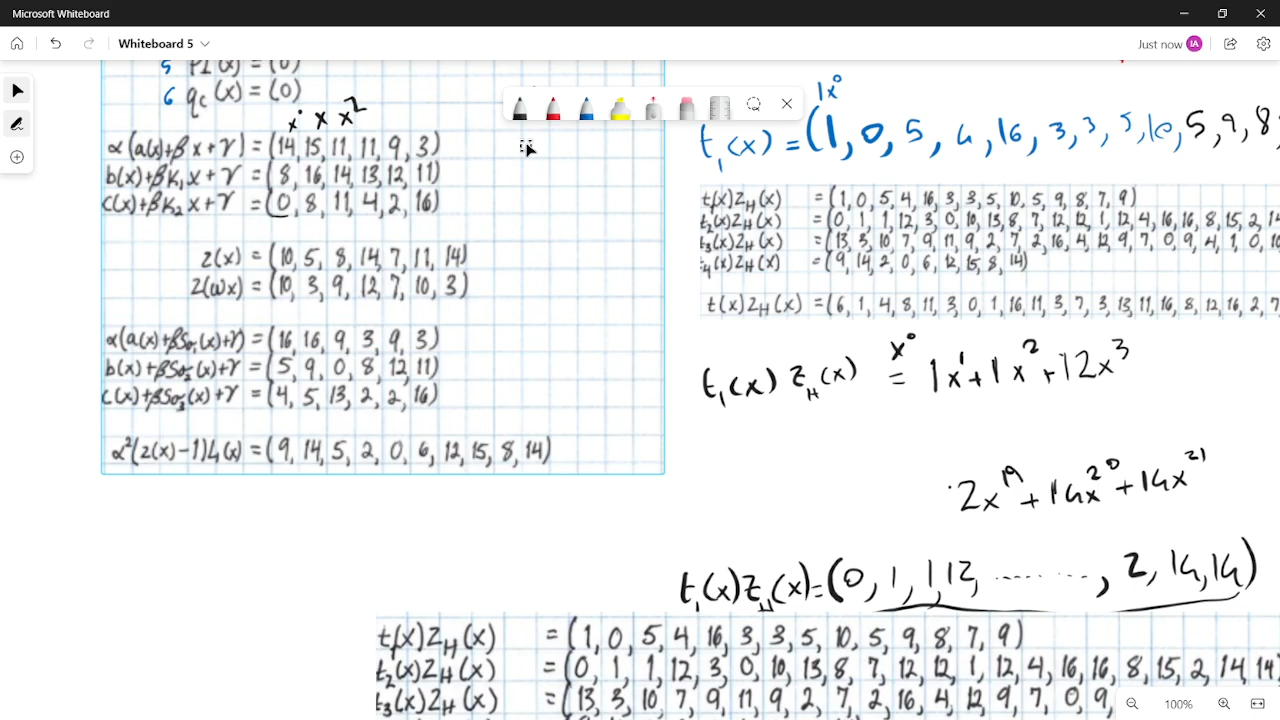 Microsoft Whiteboard
Whiteboard 5
Just now IA
5
6 q_c(x) = (0)
x° x x²
α(a(x)+βx+γ) = (14, 15, 11, 11, 9, 3)
b(x)+βK₁x+γ = (8, 16, 14, 13, 12, 11)
c(x)+βK₂x+γ = (0, 8, 11, 4, 2, 16)
z(x) = (10, 5, 8, 14, 7, 11, 14)
z(ωx) = (10, 3, 9, 12, 7, 10, 3)
α(a(x)+βSσ₁(x)+γ) = (16, 16, 9, 3, 9, 3)
b(x)+βSσ₂(x)+γ = (5, 9, 0, 8, 12, 11)
c(x)+βSσ₃(x)+γ = (4, 5, 13, 2, 2, 16)
α²(z(x)-1)L₁(x) = (9, 14, 5, 2, 0, 6, 12, 15, 8, 14)
1x°
t₁(x) = (1, 0, 5, 4, 16, 3, 3, 5, 10, 5, 9, 8,
t₁(x)Z_H(x) = (1, 0, 5, 4, 16, 3, 3, 5, 10, 5, 9, 8, 7, 9)
t₂(x)Z_H(x) = (0, 1, 1, 12, 3, 0, 10, 13, 8, 7, 12, 12, 1, 12, 4, 16, 16, 8, 15, 2, 14
t₃(x)Z_H(x) = (13, 3, 10, 7, 9, 11, 9, 2, 7, 2, 16, 4, 12, 9, 7, 0, 9, 4, 1, 0, 10
t₄(x)Z_H(x) = (9, 14, 2, 0, 6, 12, 15, 8, 14)
t(x)Z_H(x) = (6, 1, 4, 8, 11, 3, 0, 1, 16, 11, 3, 7, 3, 13, 11, 16, 8, 12, 16, 2, 7
x°
t₁(x) Z_H(x) = 1x¹+1x²+12x³
2x¹⁹+14x²⁰+14x²¹
t₁(x)Z_H(x)=(0, 1, 1 12, ........, 2, 14, 14)
t₁(x)Z_H(x) = (1, 0, 5, 4, 16, 3, 3, 5, 10, 5, 9, 8, 7, 9)
t₂(x)Z_H(x) = (0, 1, 1, 12, 3, 0, 10, 13, 8, 7, 12, 12, 1, 12, 4, 16, 16, 8, 15, 2, 14, 14
t₃(x)Z_H(x) = (13, 3, 10, 7, 9, 11, 9, 2, 7, 2, 16, 4, 12, 9, 7, 0, 9,
100%